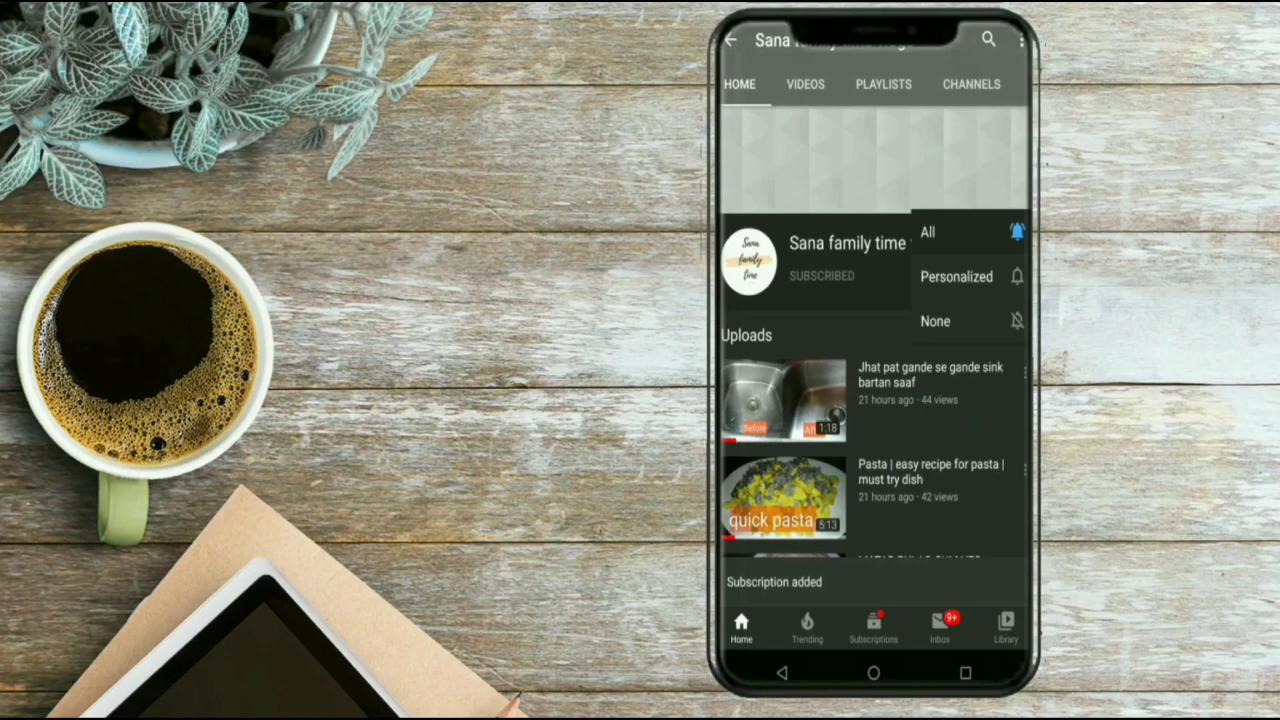 Sana
HOME VIDEOS PLAYLISTS CHANNELS
Sana
family
time
Sana family time
SUBSCRIBED
All
Personalized
None
Uploads
Jhat pat gande se gande sink
bartan saaf
21 hours ago · 44 views
Before
1:18
Pasta | easy recipe for pasta |
must try dish
21 hours ago · 42 views
quick pasta
5:13
Subscription added
9+
Home Trending Subscriptions Inbox Library